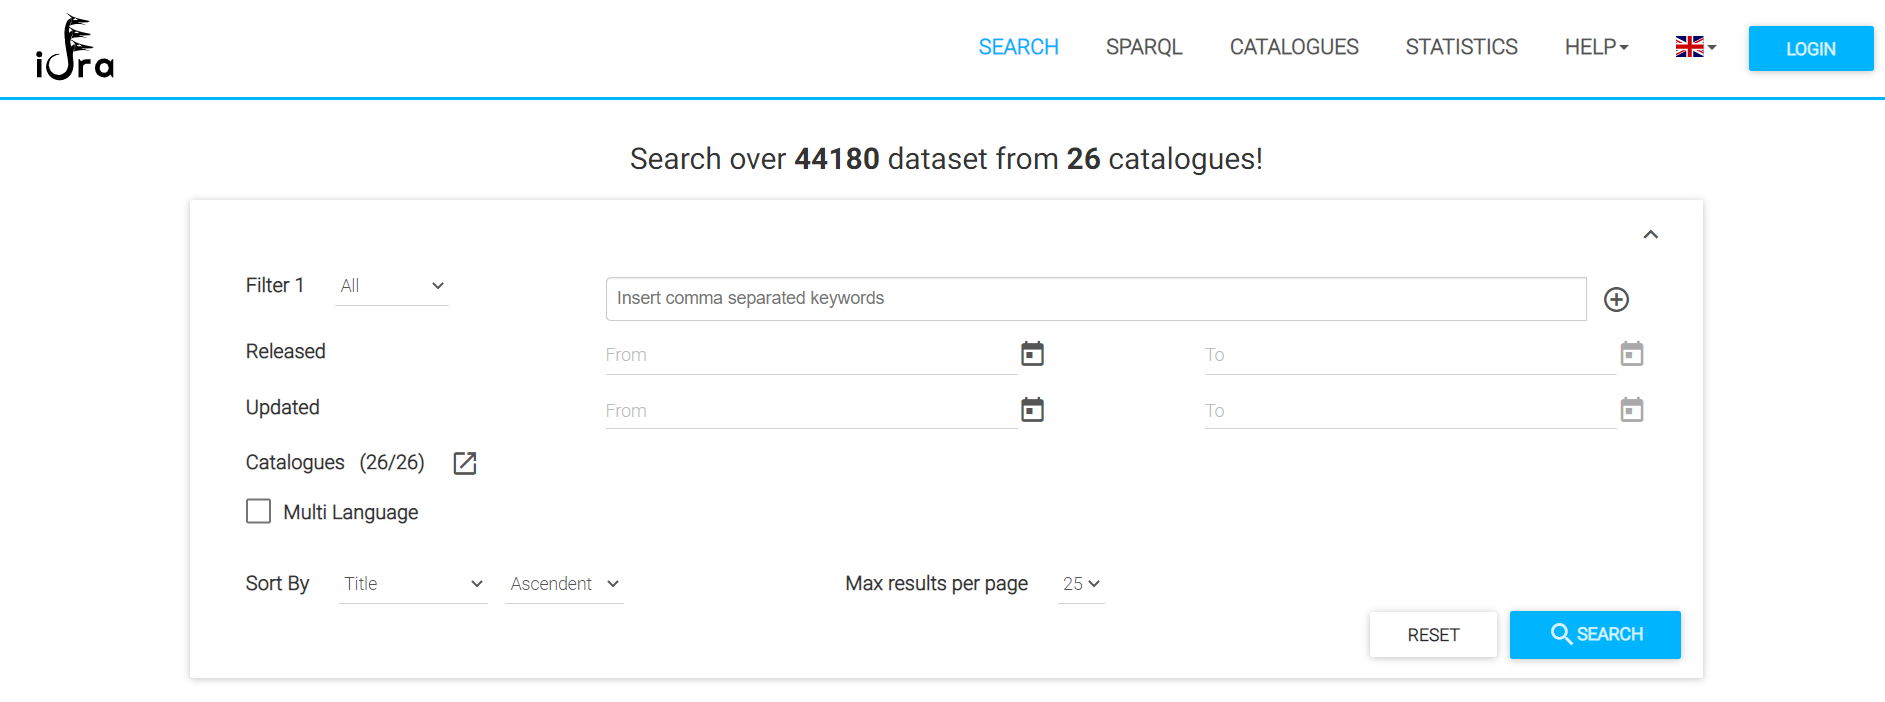 idra SEARCH SPARQL CATALOGUES STATISTICS HELP LOGIN
Search over 44180 dataset from 26 catalogues!
Filter 1 All Insert comma separated keywords
Released From To
Updated From To
Catalogues (26/26)
Multi Language
Sort By Title Ascendent Max results per page 25
RESET SEARCH